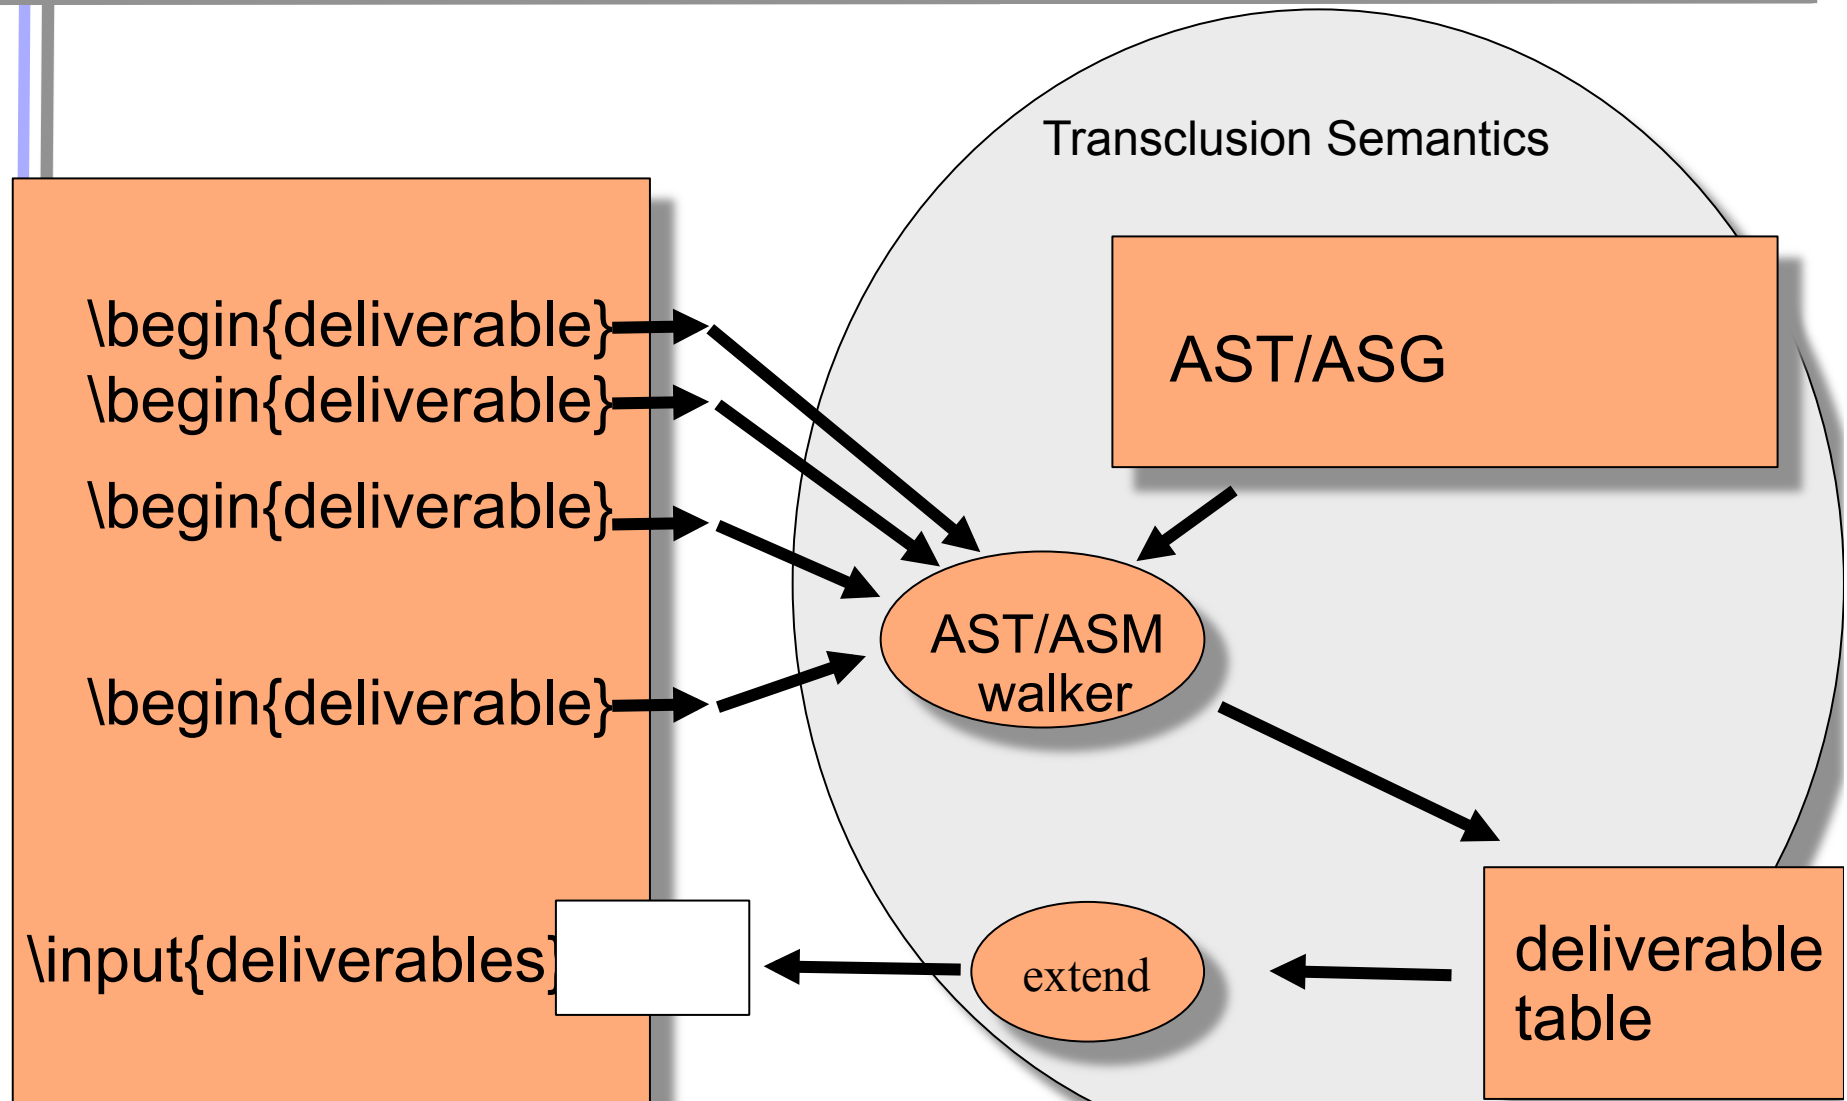 Transclusion Semantics
\begin{deliverable}
\begin{deliverable}
\begin{deliverable}
\begin{deliverable}
\input{deliverables}
AST/ASG
AST/ASM
walker
extend
deliverable
table